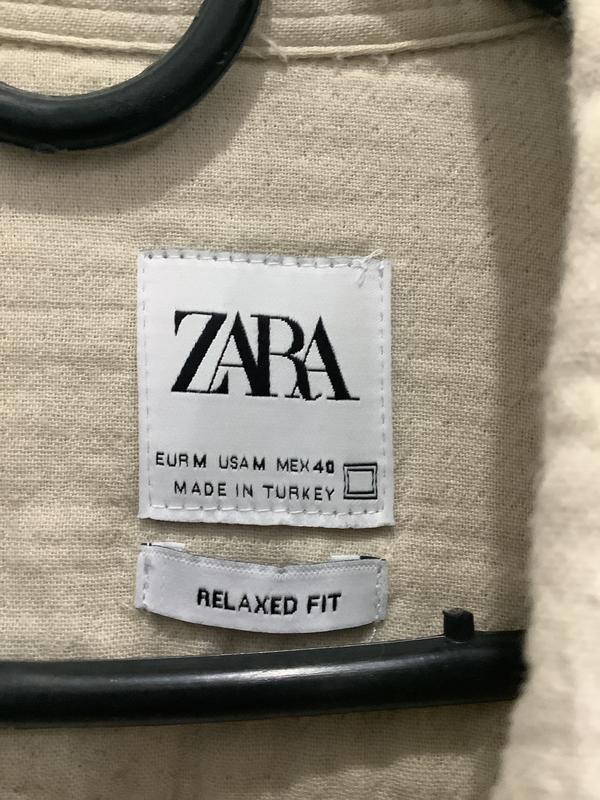 ZARA
EUR M USA M MEX 40
MADE IN TURKEY
RELAXED FIT